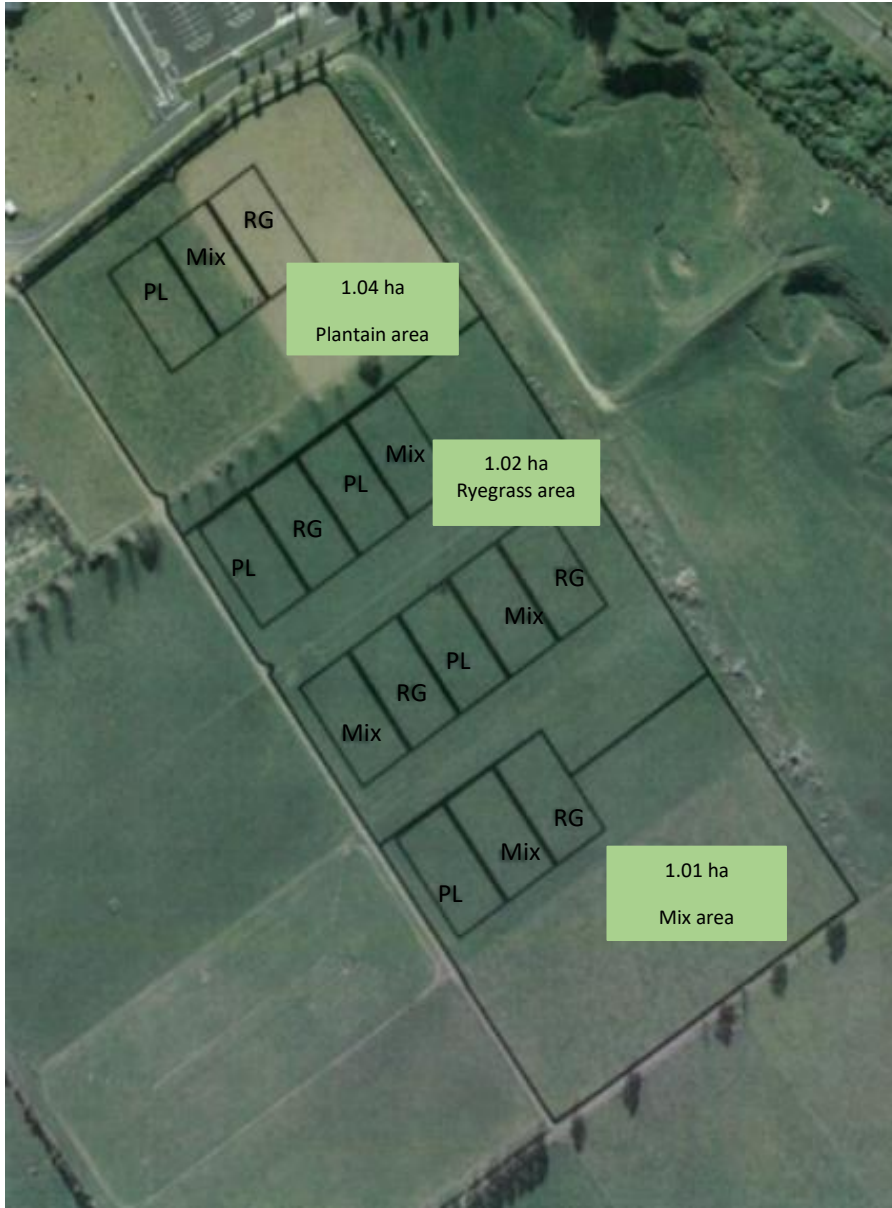 RG
Mix
PL
1.04 ha
Plantain area
Mix
PL
RG
PL
1.02 ha
Ryegrass area
RG
Mix
PL
RG
Mix
RG
Mix
PL
1.01 ha
Mix area